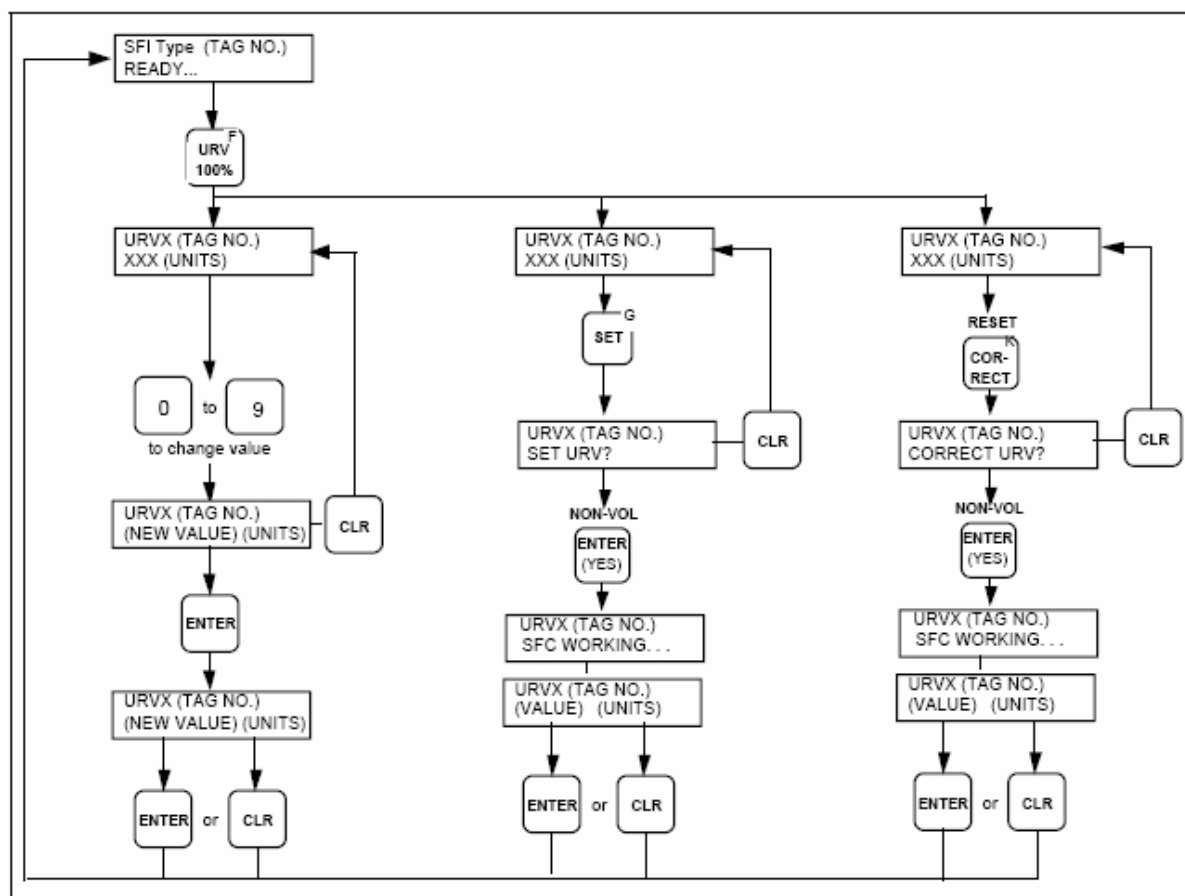 SFI Type (TAG NO.)
READY...
F
URV
100%
URVX (TAG NO.)
XXX (UNITS)
0 to 9
to change value
URVX (TAG NO.)
(NEW VALUE) (UNITS)
CLR
ENTER
URVX (TAG NO.)
(NEW VALUE) (UNITS)
ENTER or CLR
URVX (TAG NO.)
XXX (UNITS)
G
SET
URVX (TAG NO.)
SET URV?
CLR
NON-VOL
ENTER
(YES)
URVX (TAG NO.)
SFC WORKING. . .
URVX (TAG NO.)
(VALUE) (UNITS)
ENTER or CLR
URVX (TAG NO.)
XXX (UNITS)
RESET
K
COR-
RECT
URVX (TAG NO.)
CORRECT URV?
CLR
NON-VOL
ENTER
(YES)
URVX (TAG NO.)
SFC WORKING. . .
URVX (TAG NO.)
(VALUE) (UNITS)
ENTER or CLR